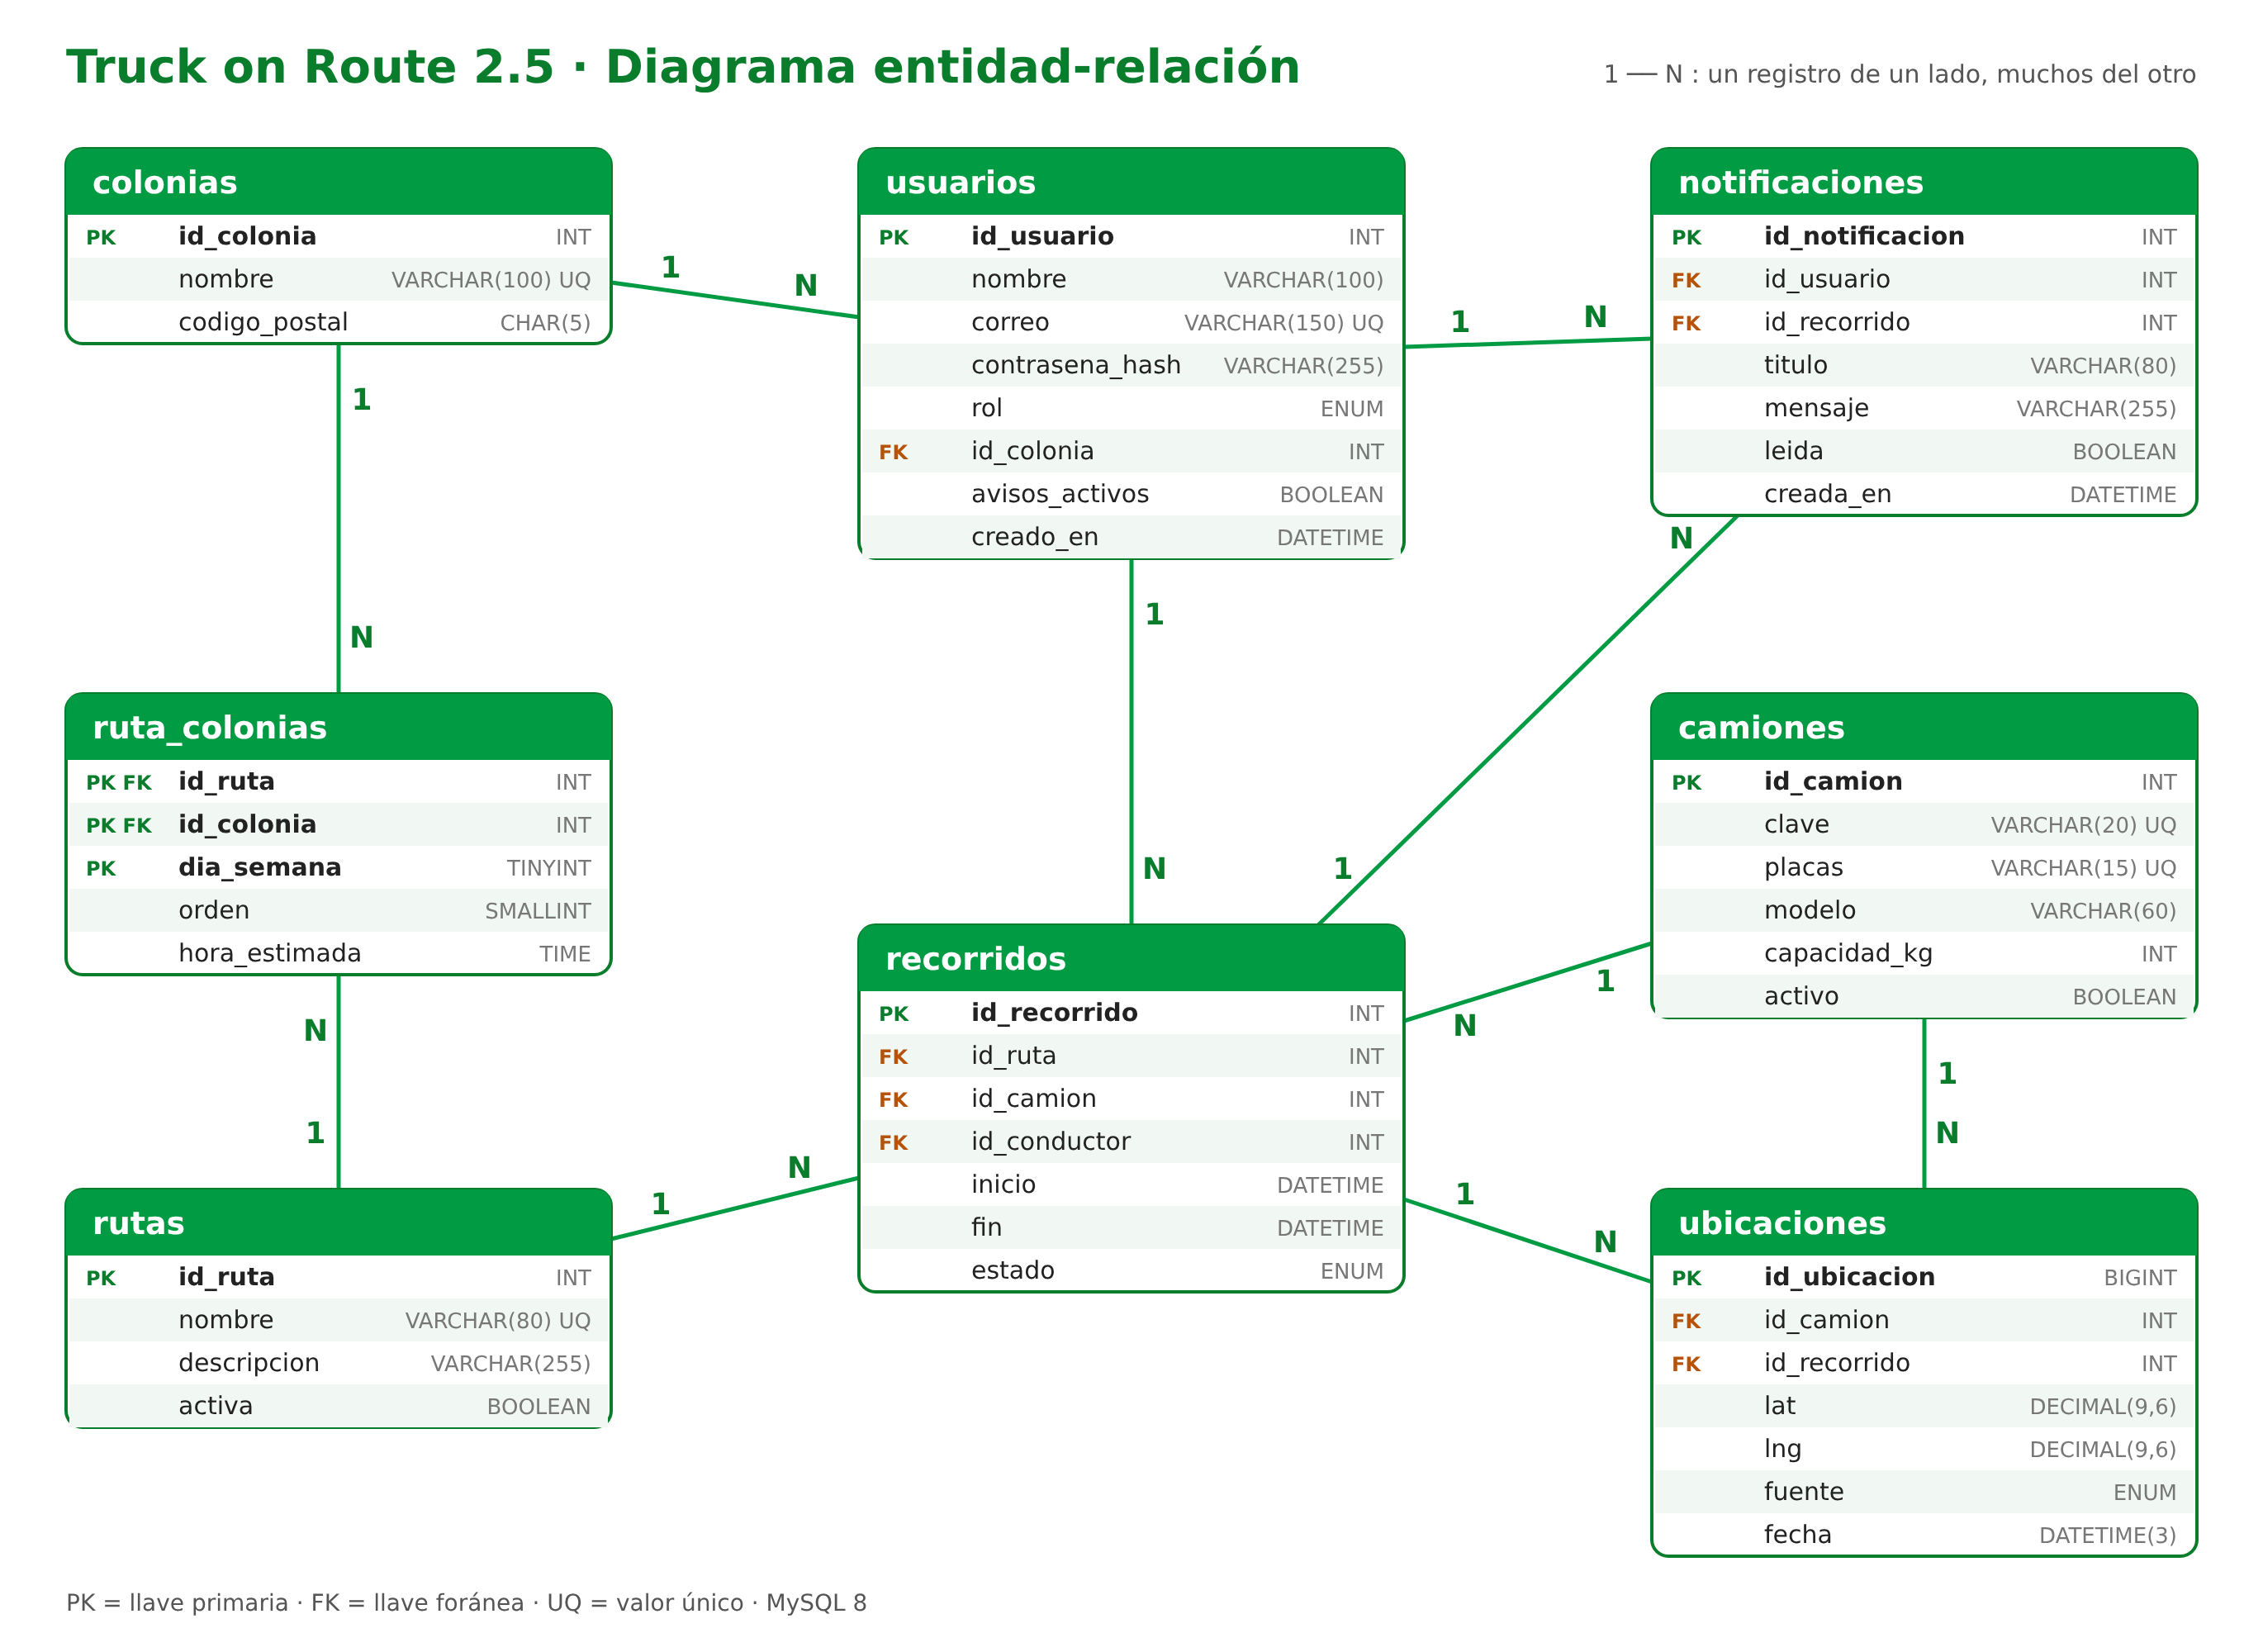 Truck on Route 2.5 · Diagrama entidad-relación
1 — N : un registro de un lado, muchos del otro
colonias
PK id_colonia INT
nombre VARCHAR(100) UQ
codigo_postal CHAR(5)
1
N
usuarios
PK id_usuario INT
nombre VARCHAR(100)
correo VARCHAR(150) UQ
contrasena_hash VARCHAR(255)
rol ENUM
FK id_colonia INT
avisos_activos BOOLEAN
creado_en DATETIME
1
N
notificaciones
PK id_notificacion INT
FK id_usuario INT
FK id_recorrido INT
titulo VARCHAR(80)
mensaje VARCHAR(255)
leida BOOLEAN
creada_en DATETIME
1
N
1
N
N
1
ruta_colonias
PK FK id_ruta INT
PK FK id_colonia INT
PK dia_semana TINYINT
orden SMALLINT
hora_estimada TIME
N
1
camiones
PK id_camion INT
clave VARCHAR(20) UQ
placas VARCHAR(15) UQ
modelo VARCHAR(60)
capacidad_kg INT
activo BOOLEAN
recorridos
PK id_recorrido INT
FK id_ruta INT
FK id_camion INT
FK id_conductor INT
inicio DATETIME
fin DATETIME
estado ENUM
1
N
1
N
1
N
1
N
rutas
PK id_ruta INT
nombre VARCHAR(80) UQ
descripcion VARCHAR(255)
activa BOOLEAN
ubicaciones
PK id_ubicacion BIGINT
FK id_camion INT
FK id_recorrido INT
lat DECIMAL(9,6)
lng DECIMAL(9,6)
fuente ENUM
fecha DATETIME(3)
PK = llave primaria · FK = llave foránea · UQ = valor único · MySQL 8